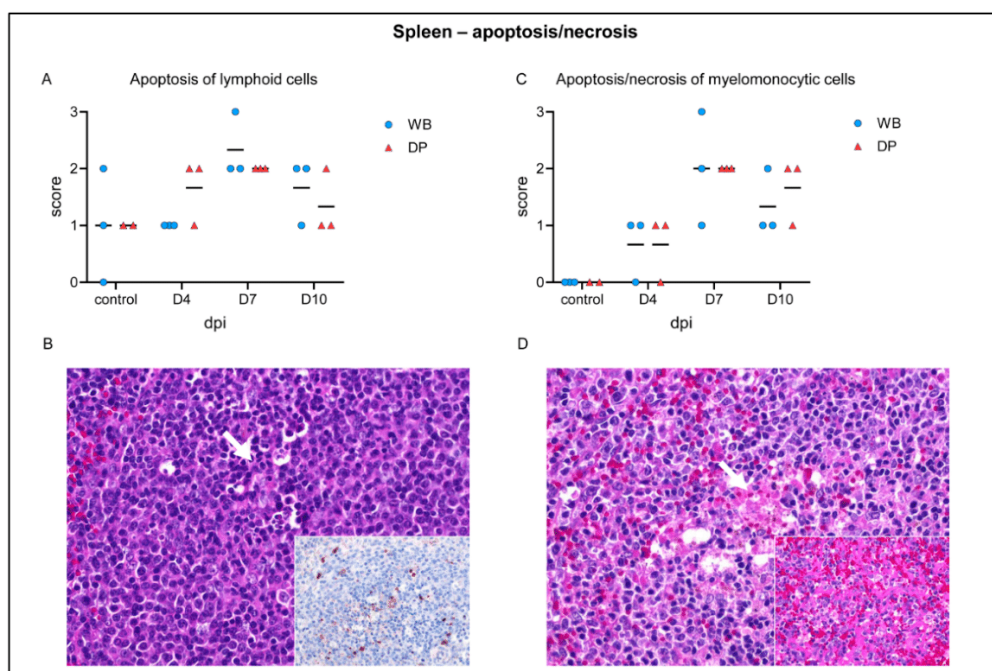 Spleen – apoptosis/necrosis
A
Apoptosis of lymphoid cells
3
2
1
0
score
control D4 D7 D10
dpi
WB
DP
C
Apoptosis/necrosis of myelomonocytic cells
3
2
1
0
score
control D4 D7 D10
dpi
WB
DP
B
D